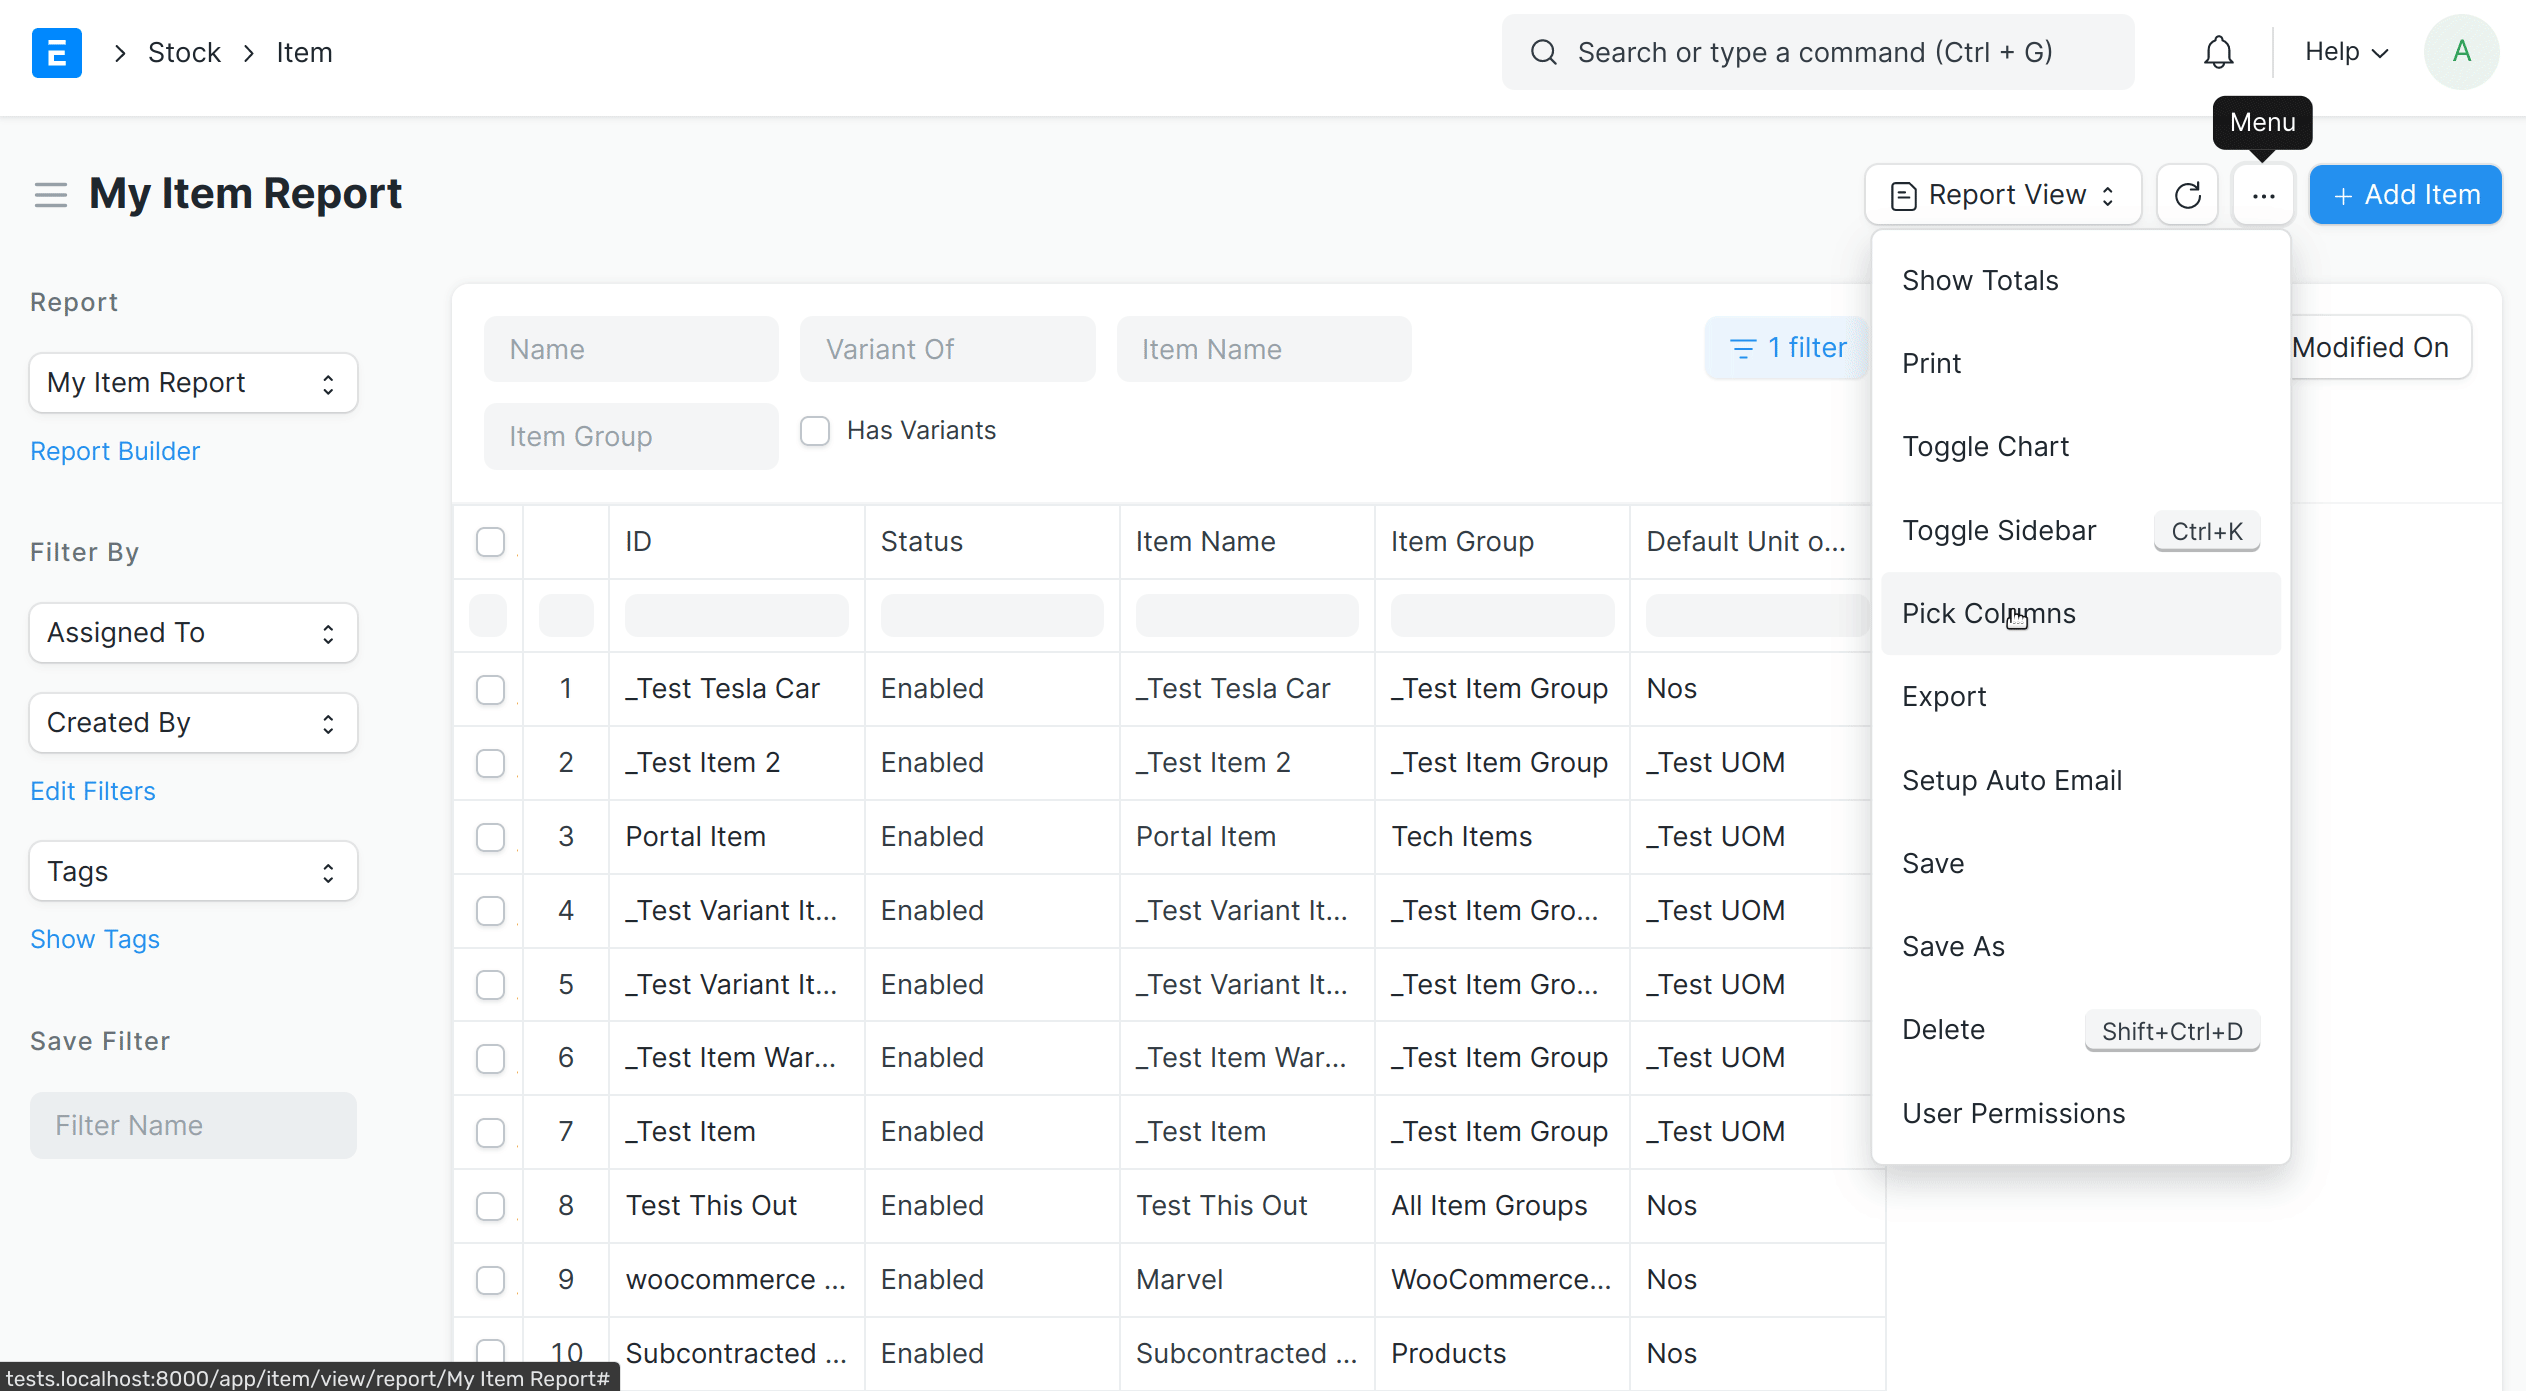 E > Stock > Item
Search or type a command (Ctrl + G)
Help
A
Menu
My Item Report
Report View
...
+ Add Item
Report
My Item Report
Report Builder
Filter By
Assigned To
Created By
Edit Filters
Tags
Show Tags
Save Filter
Filter Name
Name
Variant Of
Item Name
1 filter
Modified On
Item Group
Has Variants
ID Status Item Name Item Group Default Unit o...
1 _Test Tesla Car Enabled _Test Tesla Car _Test Item Group Nos
2 _Test Item 2 Enabled _Test Item 2 _Test Item Group _Test UOM
3 Portal Item Enabled Portal Item Tech Items _Test UOM
4 _Test Variant It... Enabled _Test Variant It... _Test Item Gro... _Test UOM
5 _Test Variant It... Enabled _Test Variant It... _Test Item Gro... _Test UOM
6 _Test Item War... Enabled _Test Item War... _Test Item Group _Test UOM
7 _Test Item Enabled _Test Item _Test Item Group _Test UOM
8 Test This Out Enabled Test This Out All Item Groups Nos
9 woocommerce ... Enabled Marvel WooCommerce... Nos
10 Subcontracted ... Enabled Subcontracted ... Products Nos
Show Totals
Print
Toggle Chart
Toggle Sidebar Ctrl+K
Pick Columns
Export
Setup Auto Email
Save
Save As
Delete Shift+Ctrl+D
User Permissions
tests.localhost:8000/app/item/view/report/My Item Report#